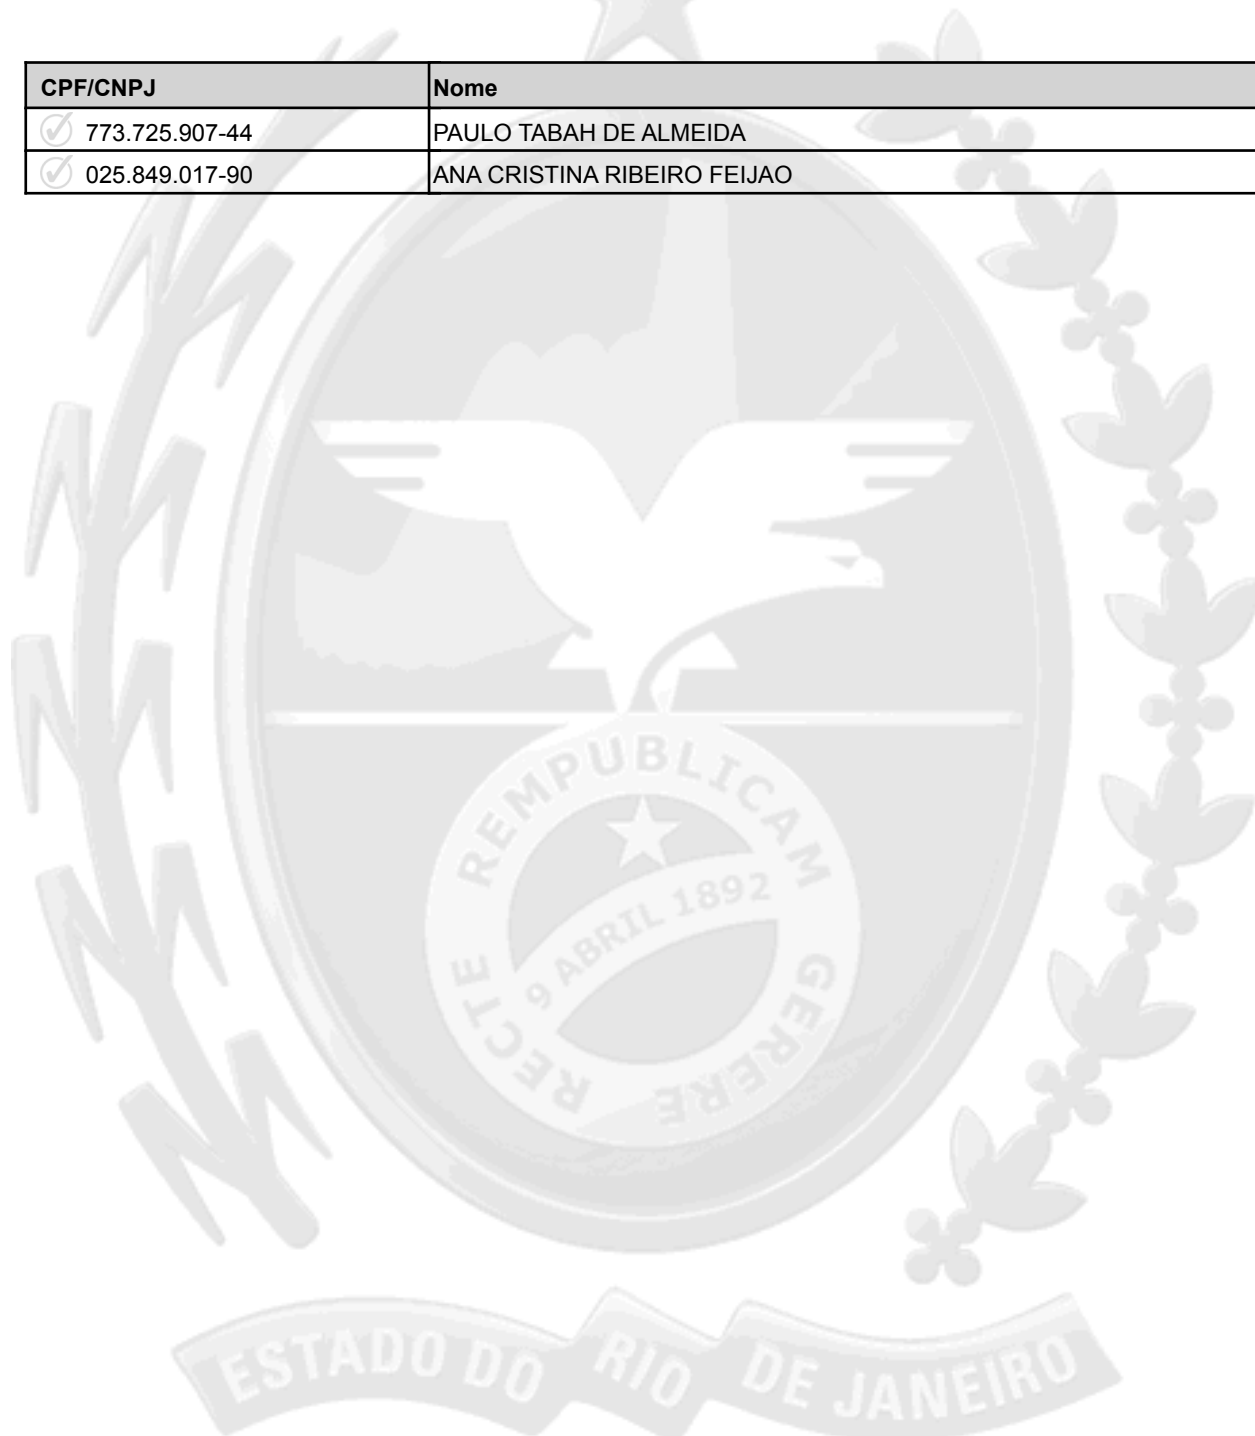 CPF/CNPJ Nome
773.725.907-44 PAULO TABAH DE ALMEIDA
025.849.017-90 ANA CRISTINA RIBEIRO FEIJAO
REMPUBLICAM
9 ABRIL 1892
RECTE GERERE
ESTADO DO RIO DE JANEIRO